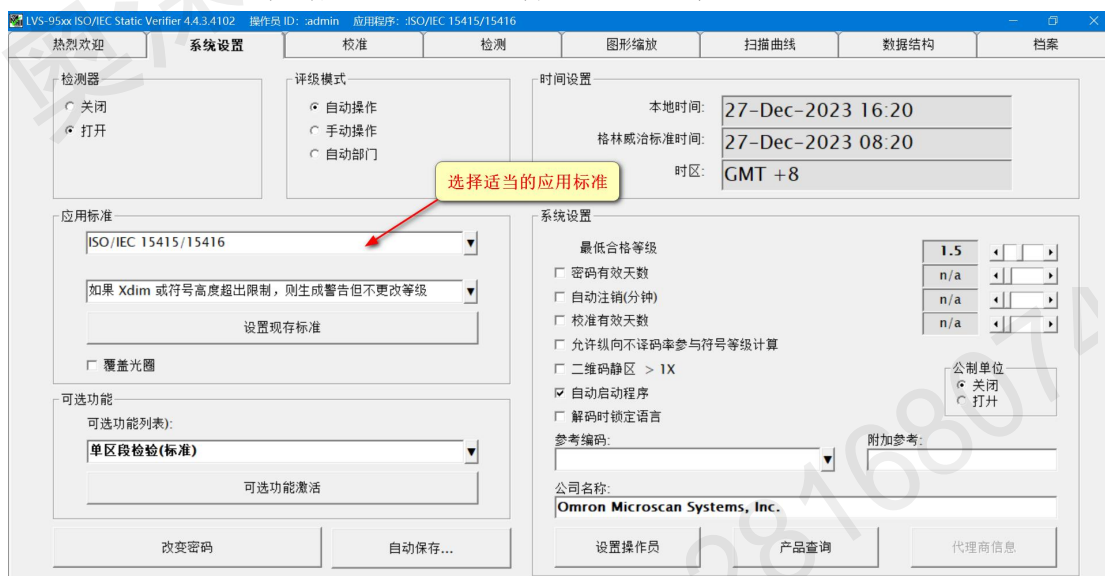 LVS-95xx ISO/IEC Static Verifier 4.4.3.4102 操作员 ID: :admin 应用程序: :ISO/IEC 15415/15416
热烈欢迎 系统设置 校准 检测 图形缩放 扫描曲线 数据结构 档案
检测器
关闭
打开
评级模式
自动操作
手动操作
自动部门
时间设置
本地时间: 27-Dec-2023 16:20
格林威治标准时间: 27-Dec-2023 08:20
时区: GMT +8
选择适当的应用标准
应用标准
ISO/IEC 15415/15416
如果 Xdim 或符号高度超出限制，则生成警告但不更改等级
设置现存标准
覆盖光圈
可选功能
可选功能列表):
单区段检验(标准)
可选功能激活
改变密码 自动保存...
系统设置
最低合格等级 1.5
密码有效天数 n/a
自动注销(分钟) n/a
校准有效天数 n/a
允许纵向不译码率参与符号等级计算
二维码静区 > 1X
自动启动程序
解码时锁定语言
公制单位
关闭
打开
参考编码: 附加参考:
公司名称:
Omron Microscan Systems, Inc.
设置操作员 产品查询 代理商信息